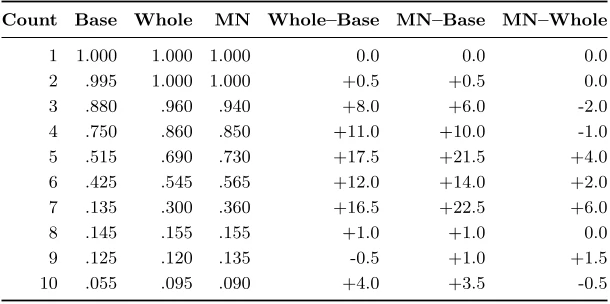 Count Base Whole MN Whole–Base MN–Base MN–Whole
1 1.000 1.000 1.000 0.0 0.0 0.0
2 .995 1.000 1.000 +0.5 +0.5 0.0
3 .880 .960 .940 +8.0 +6.0 -2.0
4 .750 .860 .850 +11.0 +10.0 -1.0
5 .515 .690 .730 +17.5 +21.5 +4.0
6 .425 .545 .565 +12.0 +14.0 +2.0
7 .135 .300 .360 +16.5 +22.5 +6.0
8 .145 .155 .155 +1.0 +1.0 0.0
9 .125 .120 .135 -0.5 +1.0 +1.5
10 .055 .095 .090 +4.0 +3.5 -0.5